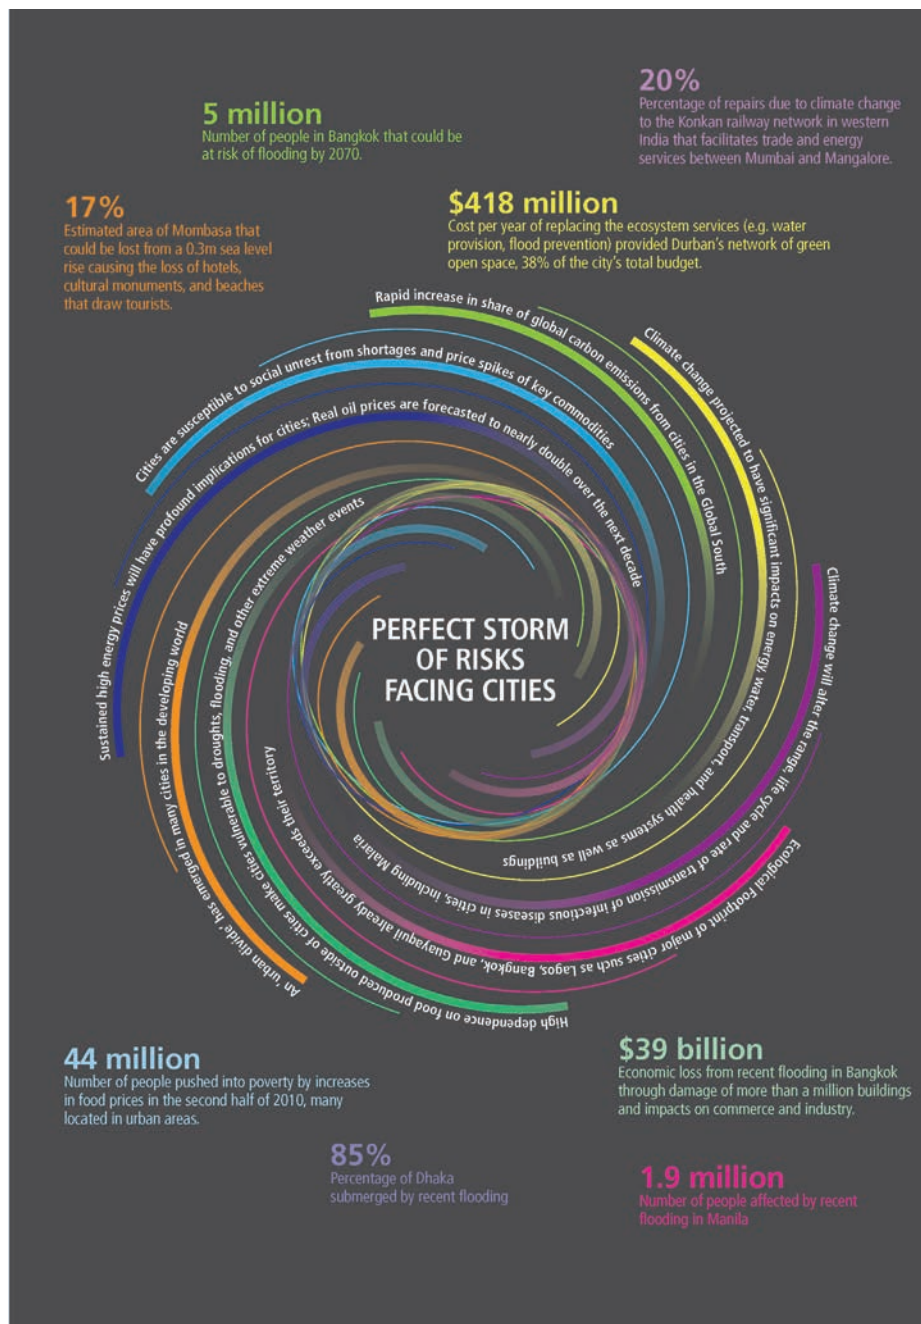 20%
Percentage of repairs due to climate change
to the Konkan railway network in western
India that facilitates trade and energy
services between Mumbai and Mangalore.
5 million
Number of people in Bangkok that could be
at risk of flooding by 2070.
17%
Estimated area of Mombasa that
could be lost from a 0.3m sea level
rise causing the loss of hotels,
cultural monuments, and beaches
that draw tourists.
$418 million
Cost per year of replacing the ecosystem services (e.g. water
provision, flood prevention) provided Durban's network of green
open space, 38% of the city's total budget.
Rapid increase in share of global carbon emissions from cities in the Global South
Climate change projected to have significant impacts on energy, water, transport, and health systems as well as buildings
Climate change will alter the range, life cycle and rate of transmission of infectious diseases in cities, including Malaria
Ecological Footprint of major of cities such as Lagos, Bangkok, and Guayaquil already greatly exceeds their territory
High dependence on food produced outside of cities make cities vulnerable to droughts, flooding, and other extreme weather events
An 'urban divide' has emerged in many cities in the developing world
Sustained high energy prices will have profound implications for cities; Real oil prices are forecasted to nearly double over the next decade
Cities are susceptible to social unrest from shortages and price spikes of key commodities
PERFECT STORM
OF RISKS
FACING CITIES
44 million
Number of people pushed into poverty by increases
in food prices in the second half of 2010, many
located in urban areas.
$39 billion
Economic loss from recent flooding in Bangkok
through damage of more than a million buildings
and impacts on commerce and industry.
85%
Percentage of Dhaka
submerged by recent flooding
1.9 million
Number of people affected by recent
flooding in Manila